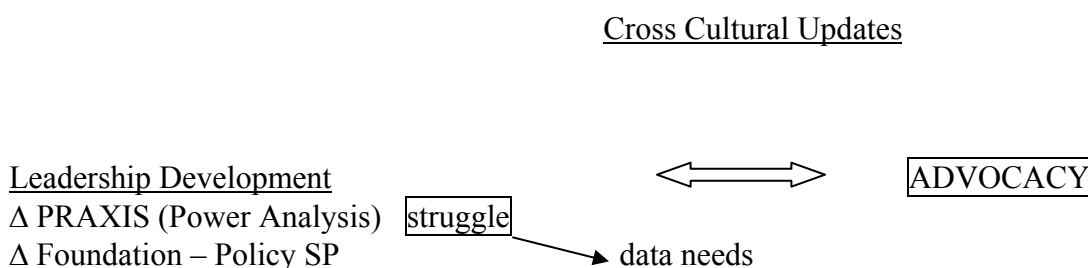 Cross Cultural Updates
Leadership Development ADVOCACY
∆ PRAXIS (Power Analysis) struggle
∆ Foundation – Policy SP data needs